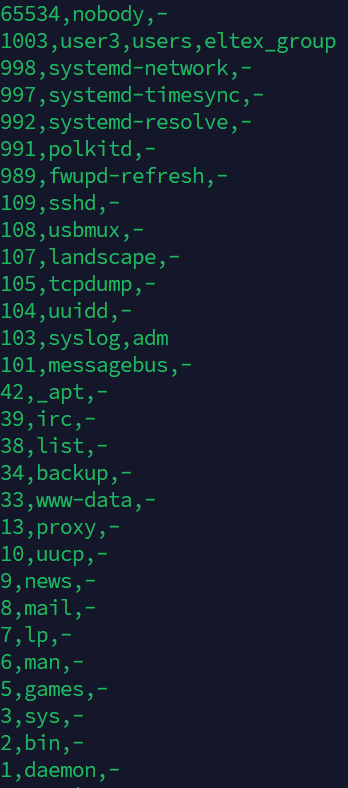 65534,nobody,-
1003,user3,users,eltex_group
998,systemd-network,-
997,systemd-timesync,-
992,systemd-resolve,-
991,polkitd,-
989,fwupd-refresh,-
109,sshd,-
108,usbmux,-
107,landscape,-
105,tcpdump,-
104,uuidd,-
103,syslog,adm
101,messagebus,-
42,_apt,-
39,irc,-
38,list,-
34,backup,-
33,www-data,-
13,proxy,-
10,uucp,-
9,news,-
8,mail,-
7,lp,-
6,man,-
5,games,-
3,sys,-
2,bin,-
1,daemon,-